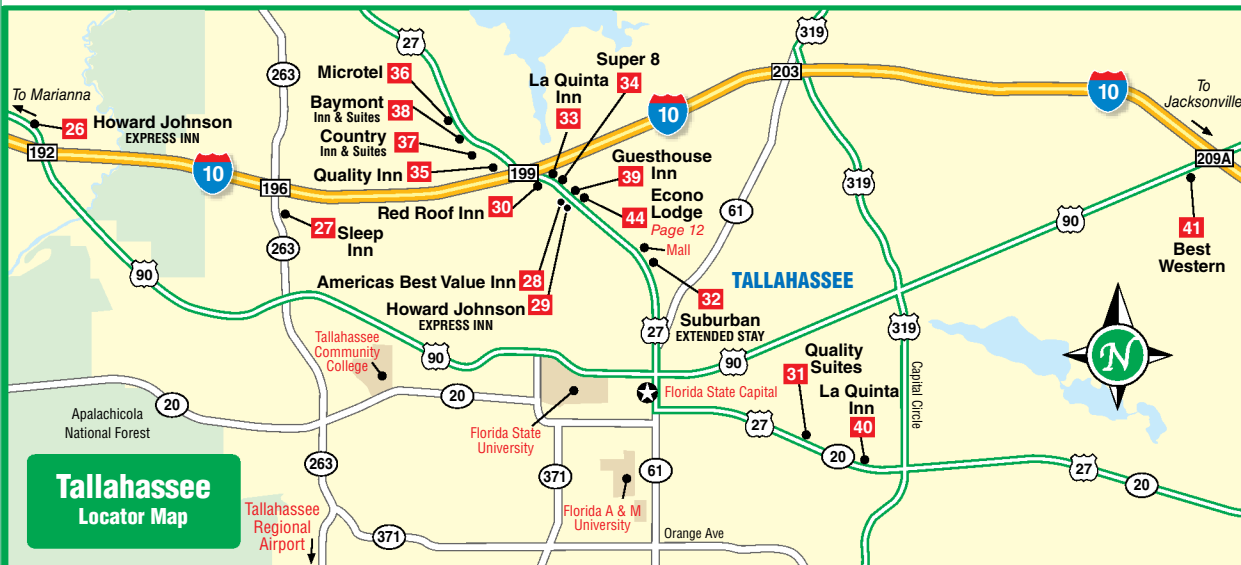 319
27
Super 8
34
263
Microtel 36
La Quinta
Inn
33
203
10
10
To Marianna
26 Howard Johnson
EXPRESS INN
Baymont 38
Inn & Suites
Country 37
Inn & Suites
Quality Inn 35
To
Jacksonville
192
10
196
199
Guesthouse
Inn
39
209A
Red Roof Inn 30
Econo
Lodge
44
Page 12
319
61
90
27 Sleep
Inn
263
Mall
41
Best
Western
90
Americas Best Value Inn 28
TALLAHASSEE
Howard Johnson 29
EXPRESS INN
32
Suburban
EXTENDED STAY
27
319
Tallahassee
Community
College
90
90
Quality
Suites
31
N
La Quinta
Inn
40
Capital Circle
20
20
Florida State Capital
Apalachicola
National Forest
Florida State
University
27
20
27
20
263
371
61
Tallahassee
Locator Map
Tallahassee
Regional
Airport
Florida A & M
University
371
Orange Ave